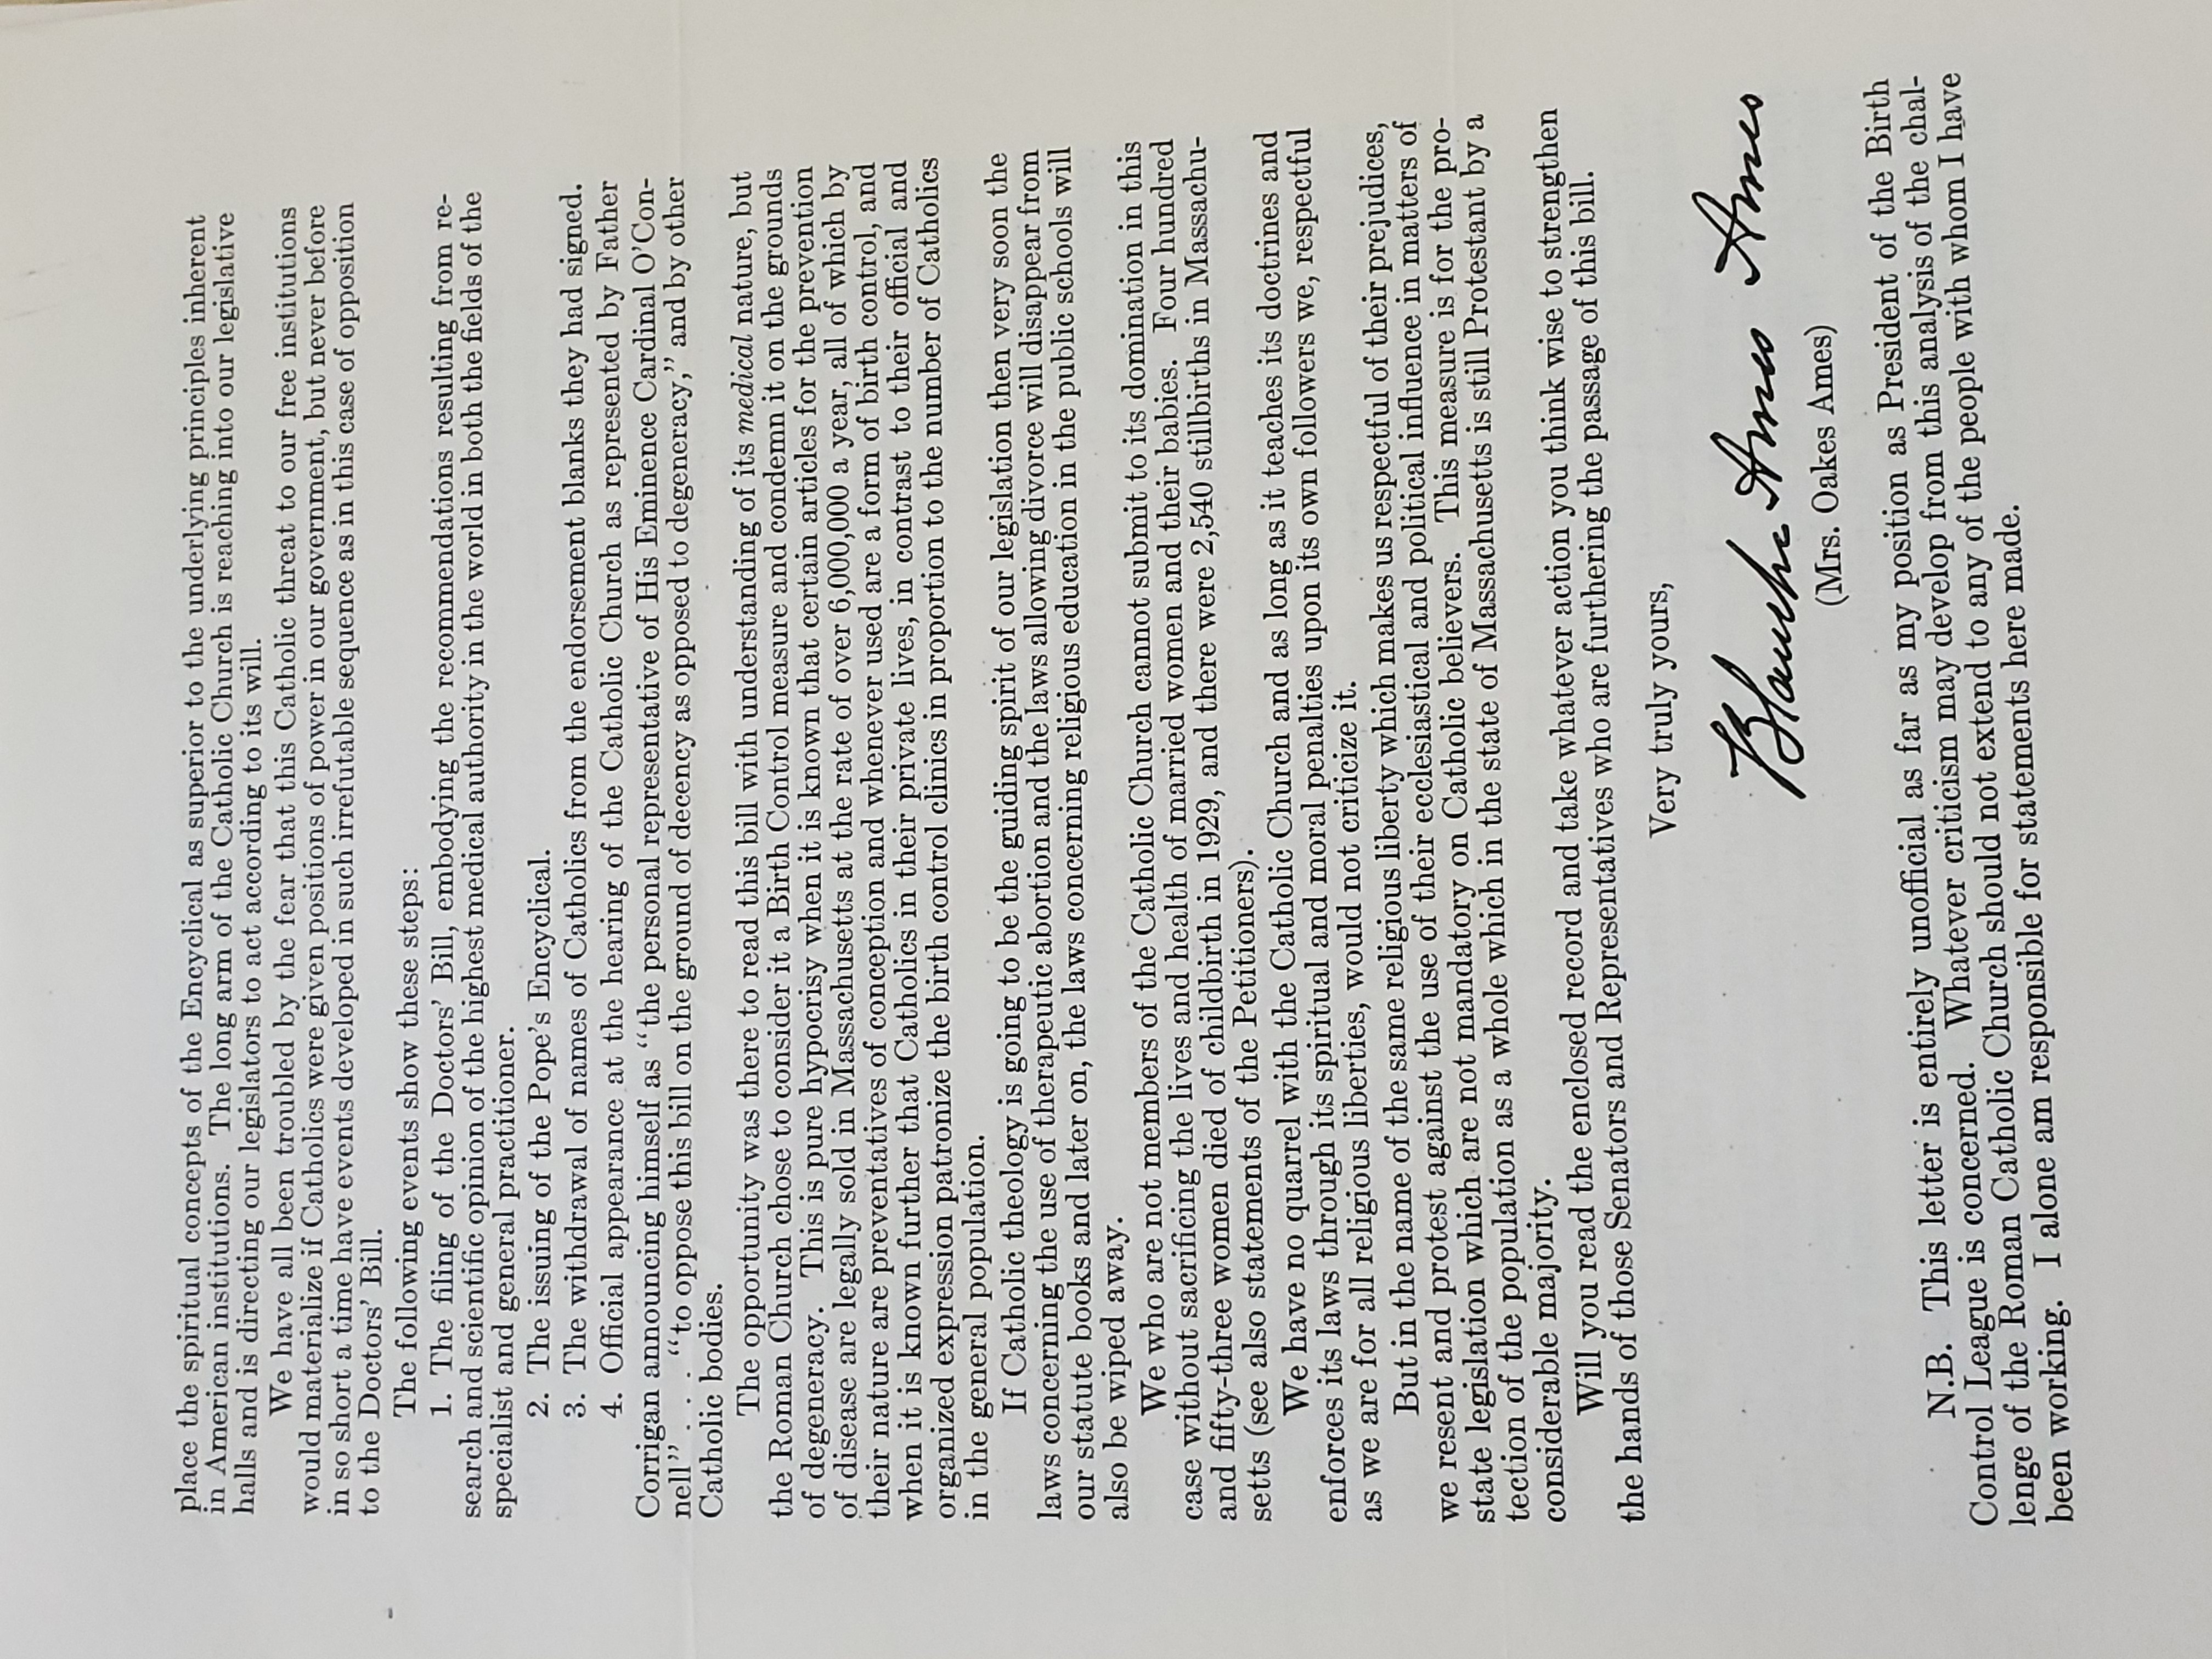 place the spiritual concepts of the Encyclical as superior to the underlying principles inherent
in American institutions. The long arm of the Catholic Church is reaching into our legislative
halls and is directing our legislators to act according to its will.
We have all been troubled by the fear that this Catholic threat to our free institutions
would materialize if Catholics were given positions of power in our government, but never before
in so short a time have events developed in such irrefutable sequence as in this case of opposition
to the Doctors' Bill.
The following events show these steps:
1. The filing of the Doctors' Bill, embodying the recommendations resulting from re-
search and scientific opinion of the highest medical authority in the world in both the fields of the
specialist and general practitioner.
2. The issuing of the Pope's Encyclical.
3. The withdrawal of names of Catholics from the endorsement blanks they had signed.
4. Official appearance at the hearing of the Catholic Church as represented by Father
Corrigan announcing himself as "the personal representative of His Eminence Cardinal O'Con-
nell" . . . "to oppose this bill on the ground of decency as opposed to degeneracy," and by other
Catholic bodies.
The opportunity was there to read this bill with understanding of its medical nature, but
the Roman Church chose to consider it a Birth Control measure and condemn it on the grounds
of degeneracy. This is pure hypocrisy when it is known that certain articles for the prevention
of disease are legally sold in Massachusetts at the rate of over 6,000,000 a year, all of which by
their nature are preventatives of conception and whenever used are a form of birth control, and
when it is known further that Catholics in their private lives, in contrast to their official and
organized expression patronize the birth control clinics in proportion to the number of Catholics
in the general population.
If Catholic theology is going to be the guiding spirit of our legislation then very soon the
laws concerning the use of therapeutic abortion and the laws allowing divorce will disappear from
our statute books and later on, the laws concerning religious education in the public schools will
also be wiped away.
We who are not members of the Catholic Church cannot submit to its domination in this
case without sacrificing the lives and health of married women and their babies. Four hundred
and fifty-three women died of childbirth in 1929, and there were 2,540 stillbirths in Massachu-
setts (see also statements of the Petitioners).
We have no quarrel with the Catholic Church and as long as it teaches its doctrines and
enforces its laws through its spiritual and moral penalties upon its own followers we, respectful
as we are for all religious liberties, would not criticize it.
But in the name of the same religious liberty which makes us respectful of their prejudices,
we resent and protest against the use of their ecclesiastical and political influence in matters of
state legislation which are not mandatory on Catholic believers. This measure is for the pro-
tection of the population as a whole which in the state of Massachusetts is still Protestant by a
considerable majority.
Will you read the enclosed record and take whatever action you think wise to strengthen
the hands of those Senators and Representatives who are furthering the passage of this bill.
Very truly yours,
Blanche Ames Ames
(Mrs. Oakes Ames)
N.B. This letter is entirely unofficial as far as my position as President of the Birth
Control League is concerned. Whatever criticism may develop from this analysis of the chal-
lenge of the Roman Catholic Church should not extend to any of the people with whom I have
been working. I alone am responsible for statements here made.